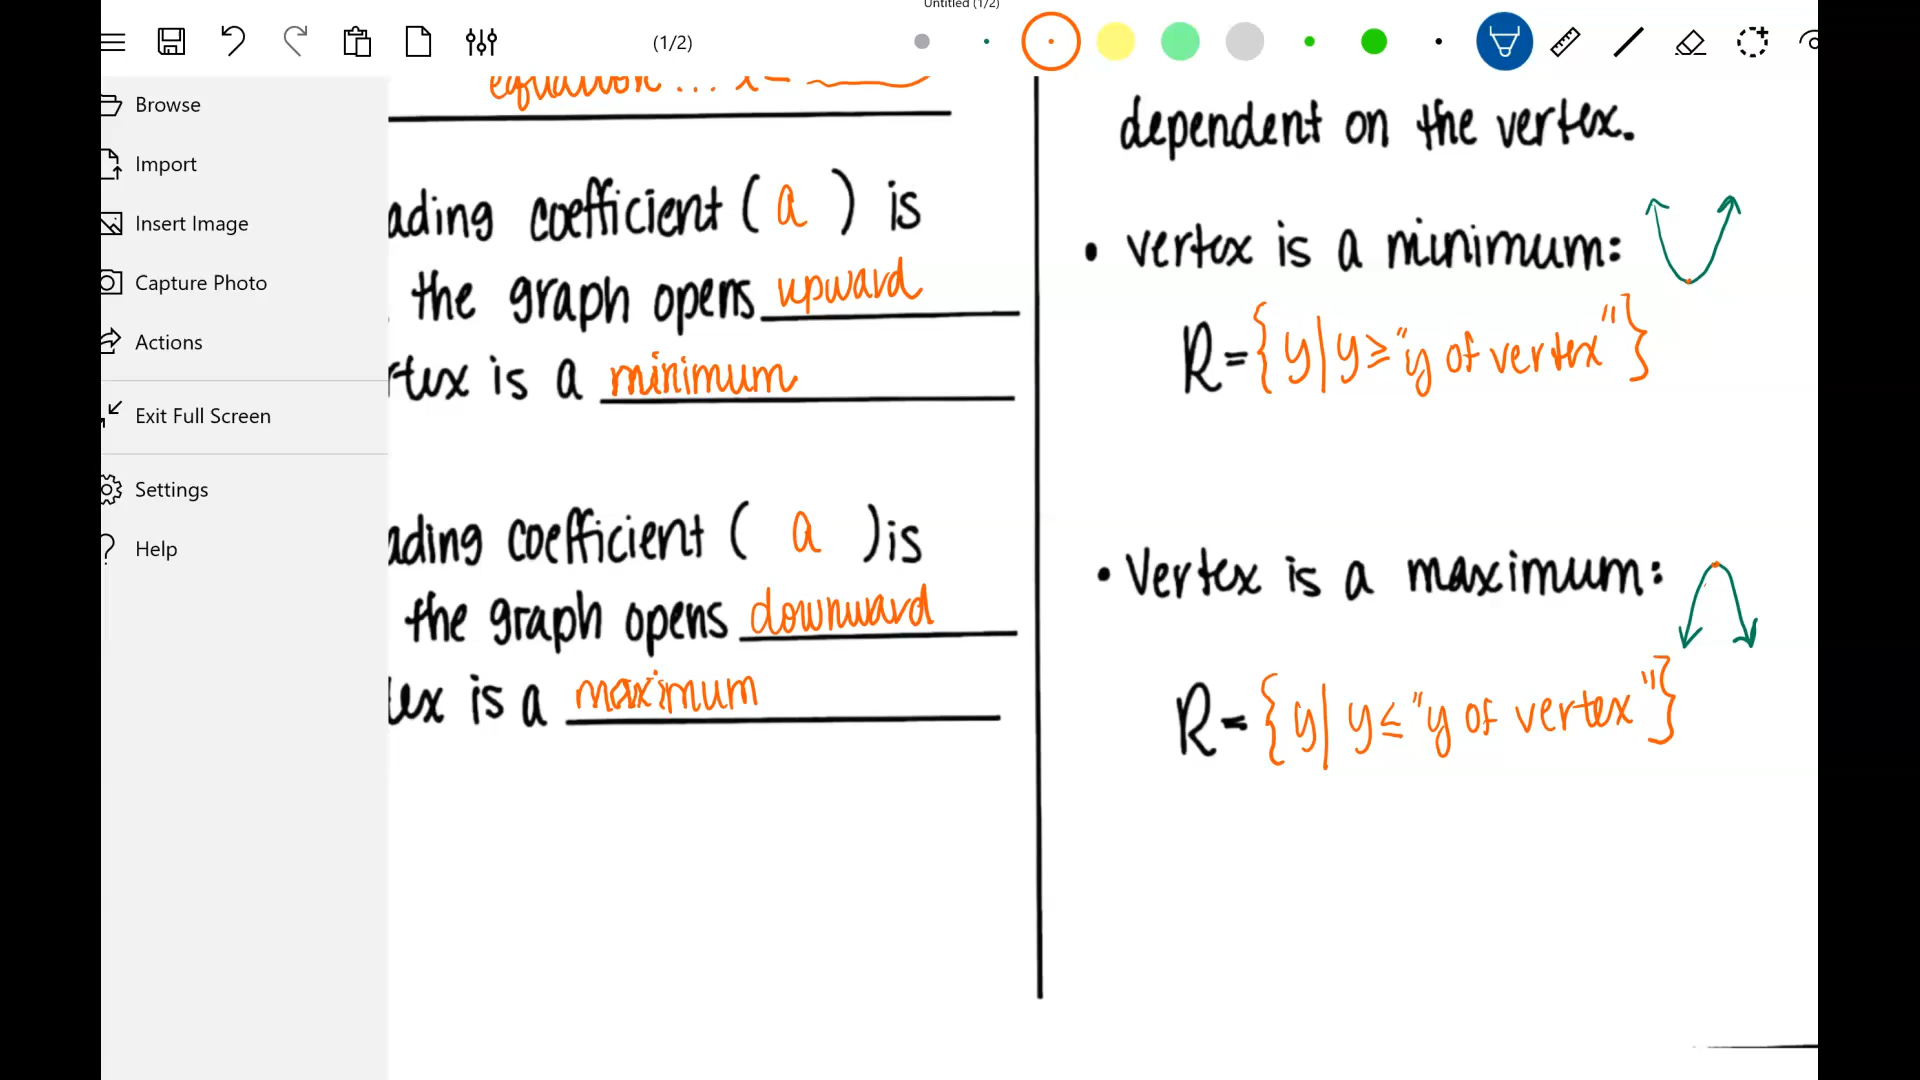 Untitled (1/2)
(1/2)
Browse
Import
Insert Image
Capture Photo
Actions
Exit Full Screen
Settings
Help
equation ...
ading coefficient ( a ) is
the graph opens upward
rtex is a minimum
ading coefficient ( a ) is
the graph opens downward
tex is a maximum
dependent on the vertex.
• vertex is a minimum:
R = { y | y ≥ "y of vertex" }
• Vertex is a maximum:
R = { y | y ≤ "y of vertex" }